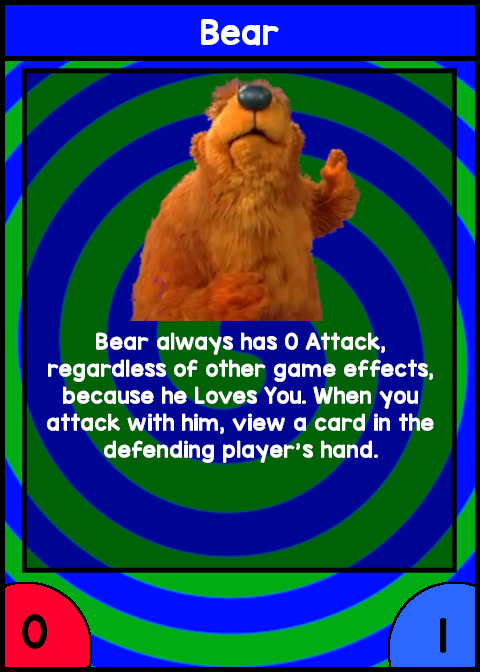 Bear
Bear always has 0 Attack,
regardless of other game effects,
because he Loves You. When you
attack with him, view a card in the
defending player's hand.
0
1